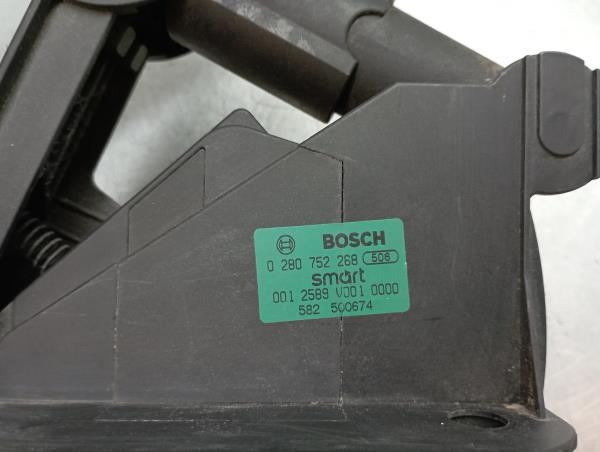 BOSCH
0 280 752 268 506
smart
001 2589 V001 0000
582 500674